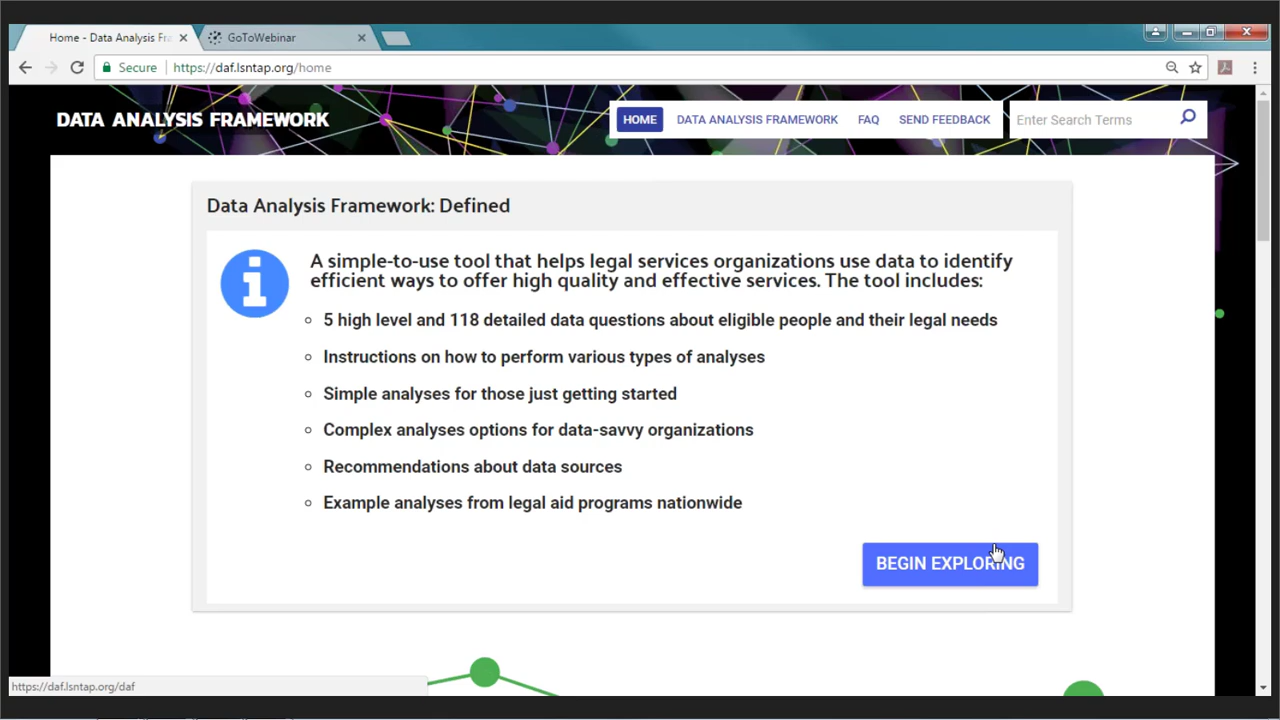 Home - Data Analysis Fra
GoToWebinar
Secure
https://daf.lsntap.org/home
DATA ANALYSIS FRAMEWORK
HOME
DATA ANALYSIS FRAMEWORK
FAQ
SEND FEEDBACK
Enter Search Terms
Data Analysis Framework: Defined
A simple-to-use tool that helps legal services organizations use data to identify
efficient ways to offer high quality and effective services. The tool includes:
5 high level and 118 detailed data questions about eligible people and their legal needs
Instructions on how to perform various types of analyses
Simple analyses for those just getting started
Complex analyses options for data-savvy organizations
Recommendations about data sources
Example analyses from legal aid programs nationwide
BEGIN EXPLORING
https://daf.lsntap.org/daf